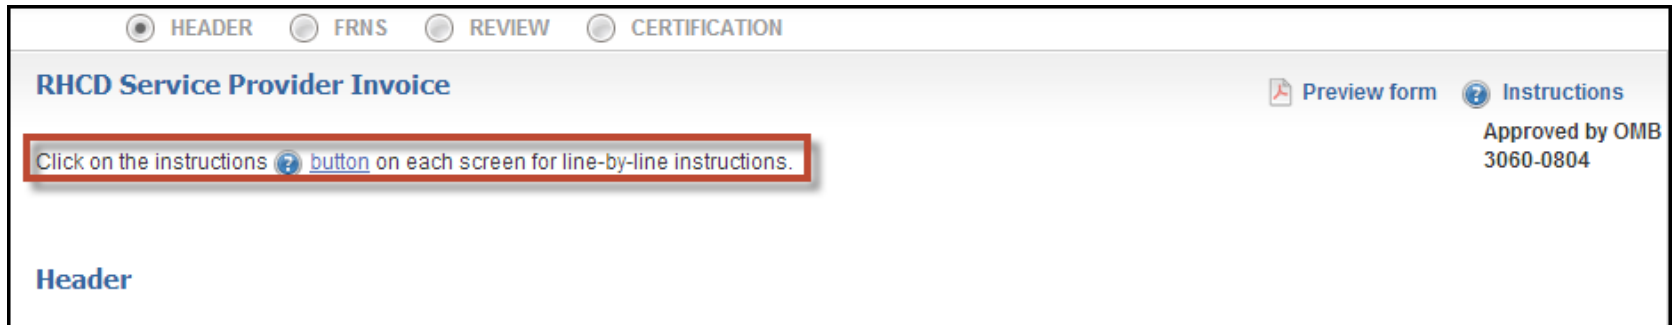 HEADER FRNS REVIEW CERTIFICATION
RHCD Service Provider Invoice
Preview form Instructions
Approved by OMB
3060-0804
Click on the instructions ? button on each screen for line-by-line instructions.
Header